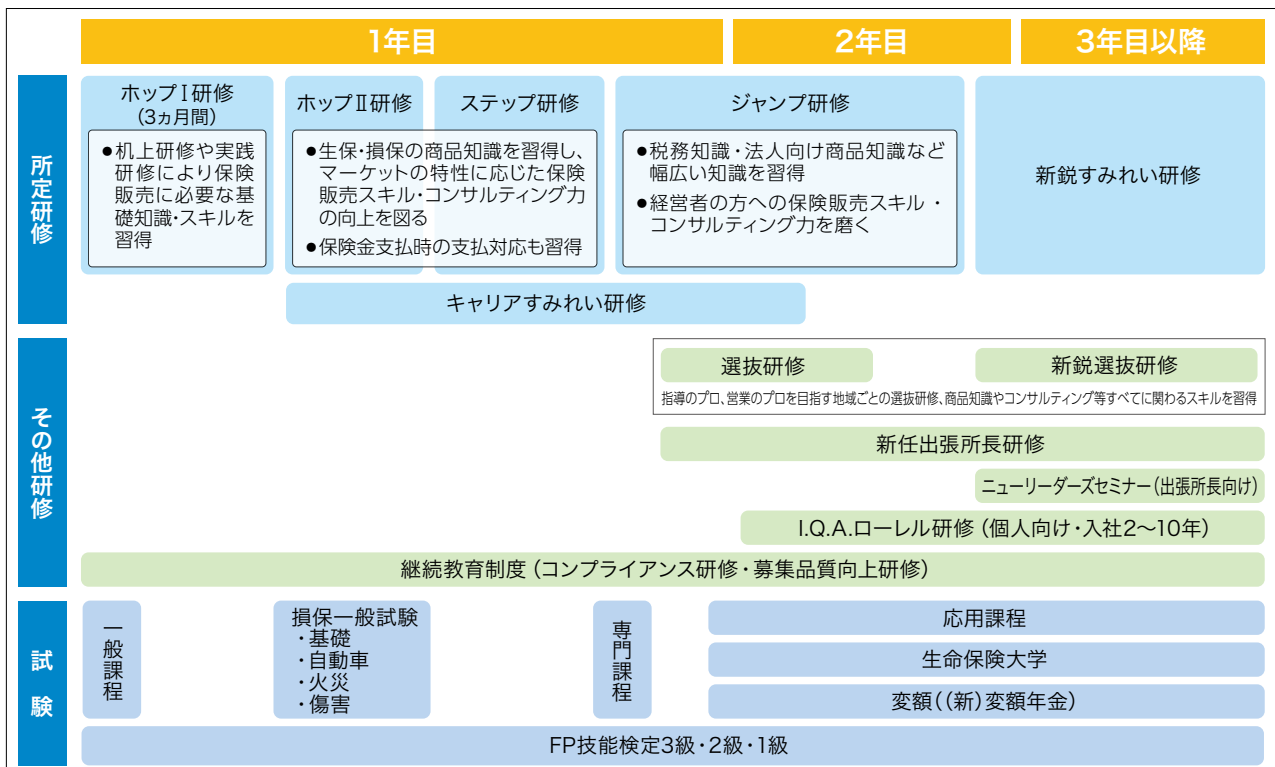 1年目
2年目
3年目以降
所定研修
ホップⅠ研修
(3ヵ月間)
●机上研修や実践
研修により保険
販売に必要な基
礎知識・スキルを
習得
ホップⅡ研修
ステップ研修
●生保・損保の商品知識を習得し、
マーケットの特性に応じた保険
販売スキル・コンサルティング力
の向上を図る
●保険金支払時の支払対応も習得
ジャンプ研修
●税務知識・法人向け商品知識など
幅広い知識を習得
●経営者の方への保険販売スキル・
コンサルティング力を磨く
新鋭すみれい研修
キャリアすみれい研修
その他研修
選抜研修
新鋭選抜研修
指導のプロ、営業のプロを目指す地域ごとの選抜研修、商品知識やコンサルティング等すべてに関わるスキルを習得
新任出張所長研修
ニューリーダーズセミナー(出張所長向け)
I.Q.A.ローレル研修(個人向け・入社2〜10年)
継続教育制度(コンプライアンス研修・募集品質向上研修)
試験
一般課程
損保一般試験
・基礎
・自動車
・火災
・傷害
専門課程
応用課程
生命保険大学
変額((新)変額年金)
FP技能検定3級・2級・1級